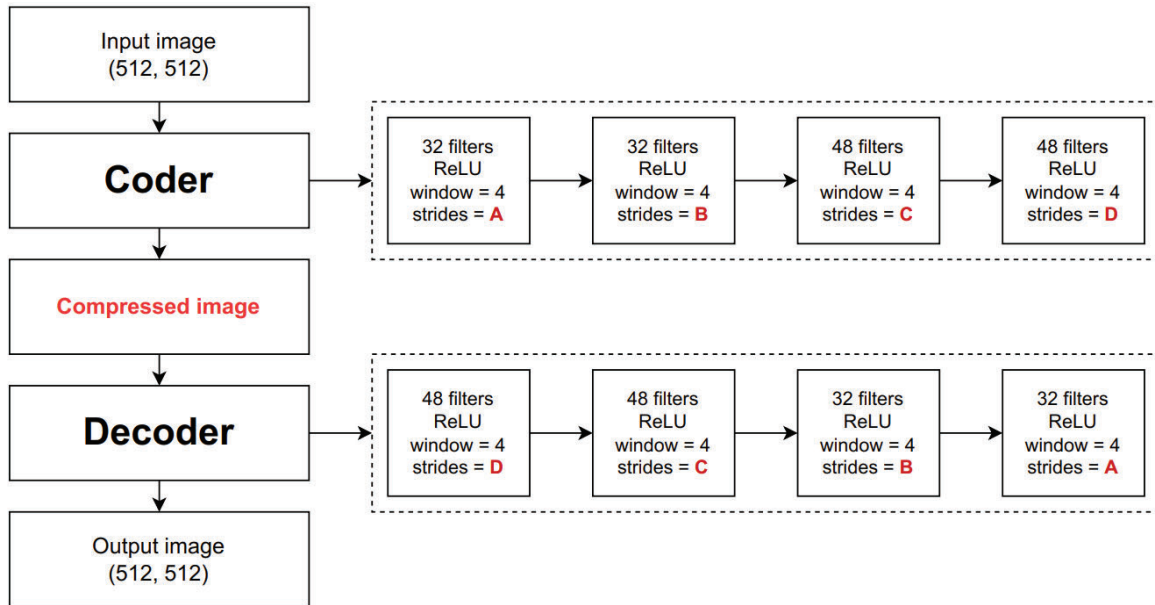 Input image
(512, 512)
Coder
32 filters
ReLU
window = 4
strides = A
32 filters
ReLU
window = 4
strides = B
48 filters
ReLU
window = 4
strides = C
48 filters
ReLU
window = 4
strides = D
Compressed image
Decoder
48 filters
ReLU
window = 4
strides = D
48 filters
ReLU
window = 4
strides = C
32 filters
ReLU
window = 4
strides = B
32 filters
ReLU
window = 4
strides = A
Output image
(512, 512)